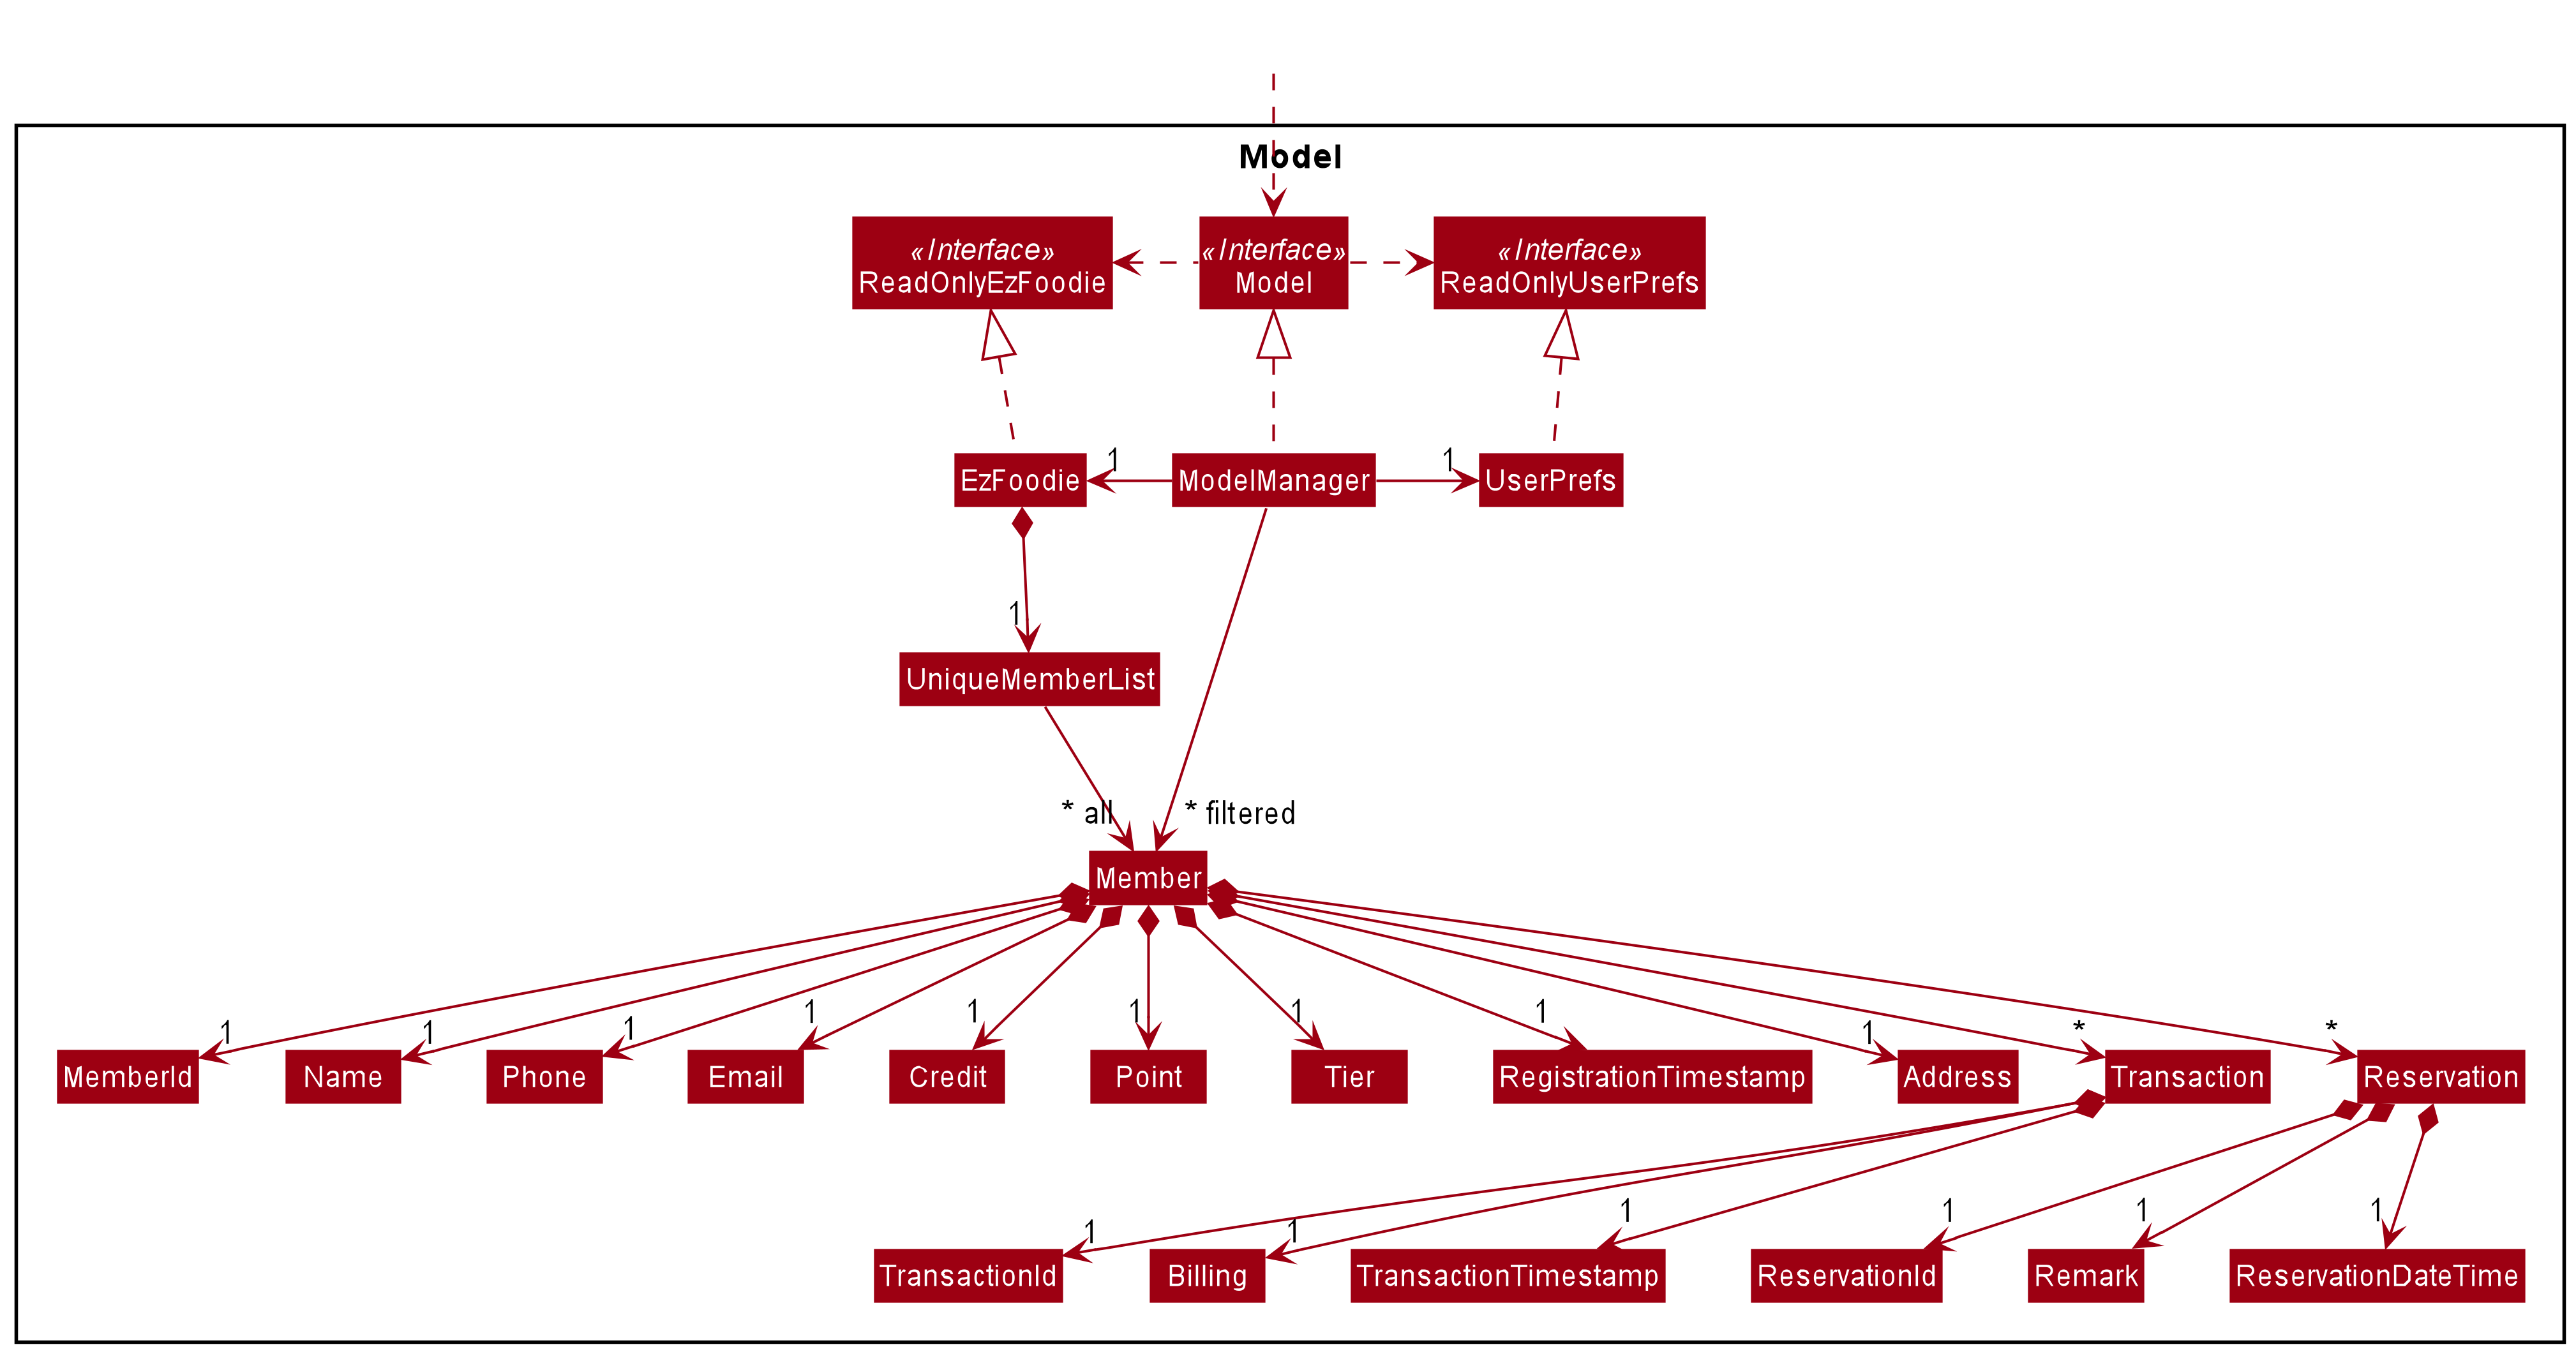 Model
«Interface»
ReadOnlyEzFoodie
«Interface»
Model
«Interface»
ReadOnlyUserPrefs
EzFoodie
1
ModelManager
1
UserPrefs
1
UniqueMemberList
* all
* filtered
Member
1
1
1
1
1
1
1
1
1
*
*
MemberId
Name
Phone
Email
Credit
Point
Tier
RegistrationTimestamp
Address
Transaction
Reservation
1
1
1
1
1
1
TransactionId
Billing
TransactionTimestamp
ReservationId
Remark
ReservationDateTime